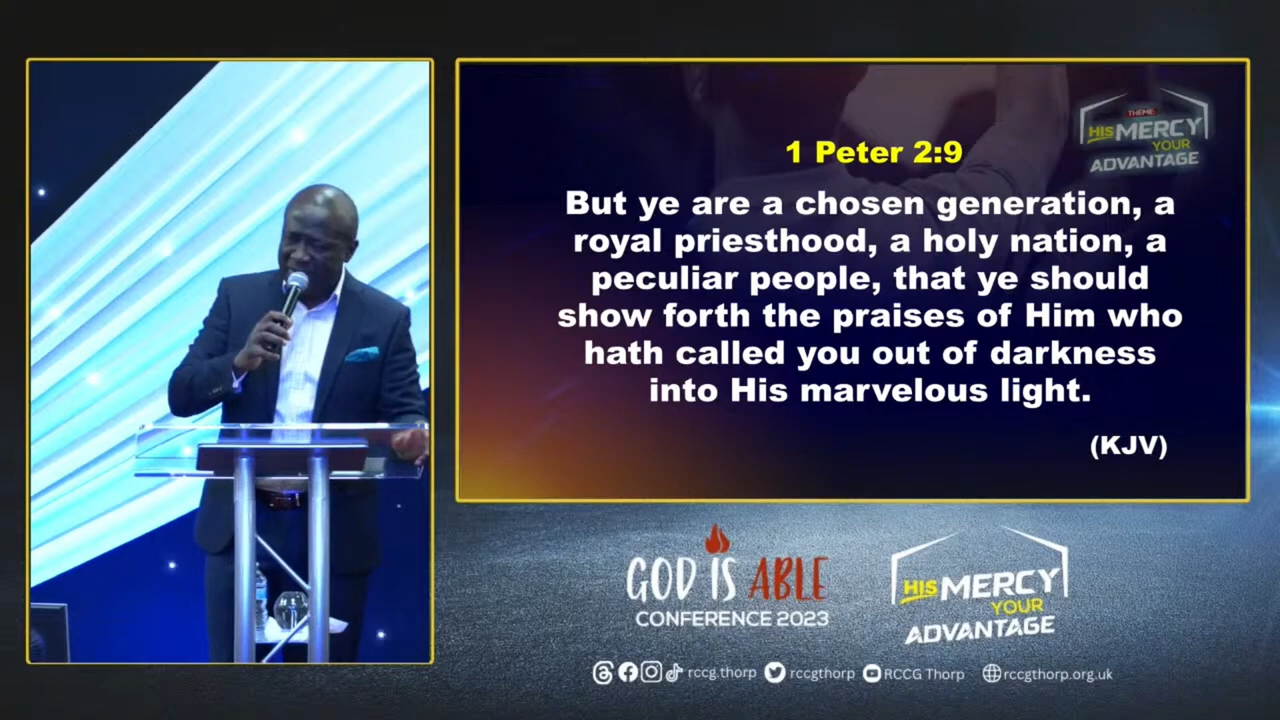 THEME:
HIS MERCY
YOUR
ADVANTAGE
1 Peter 2:9
But ye are a chosen generation, a
royal priesthood, a holy nation, a
peculiar people, that ye should
show forth the praises of Him who
hath called you out of darkness
into His marvelous light.
(KJV)
GOD IS ABLE
CONFERENCE 2023
HIS MERCY
YOUR
ADVANTAGE
rccg.thorp rccgthorp RCCG Thorp rccgthorp.org.uk